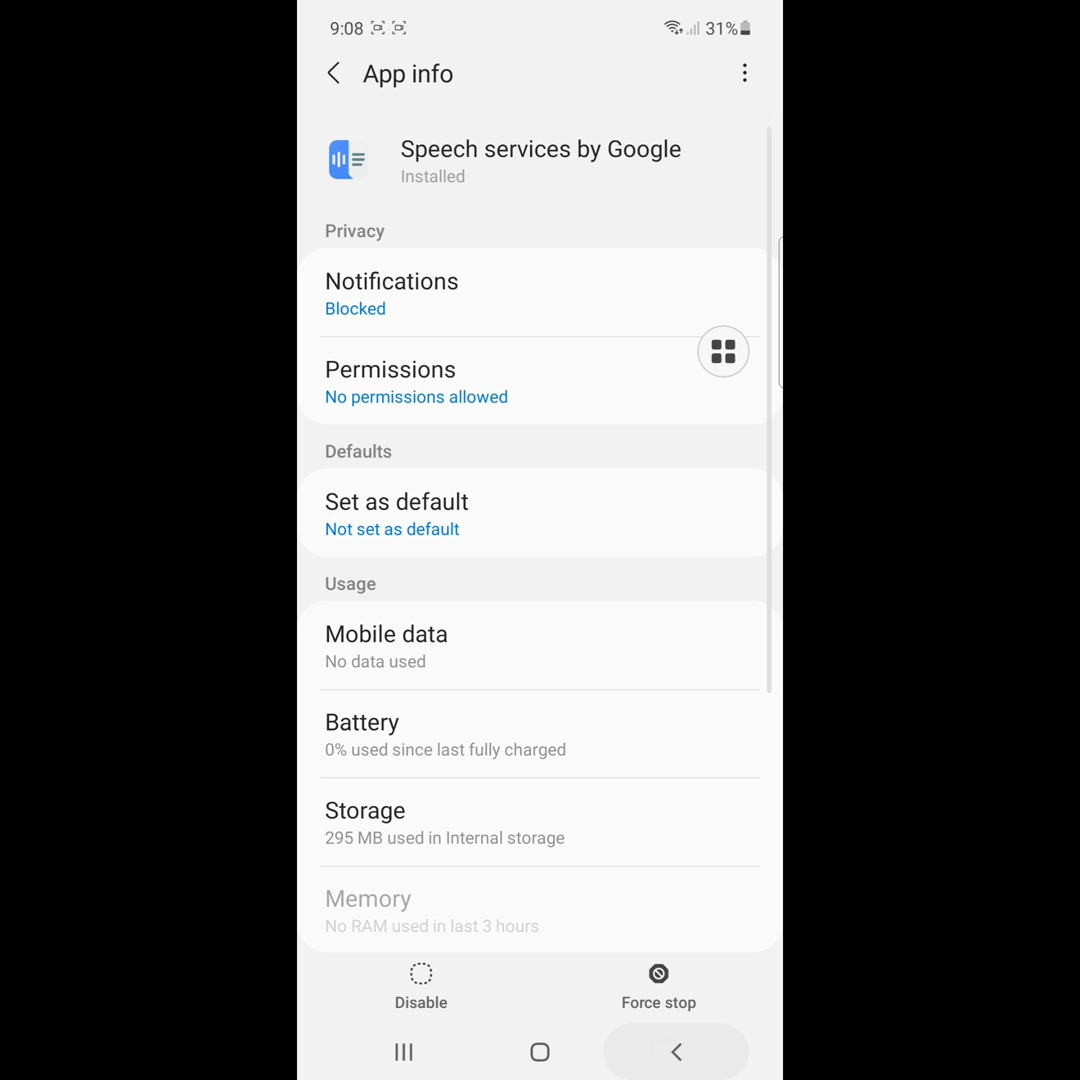 9:08 31%
App info
Speech services by Google
Installed
Privacy
Notifications
Blocked
Permissions
No permissions allowed
Defaults
Set as default
Not set as default
Usage
Mobile data
No data used
Battery
0% used since last fully charged
Storage
295 MB used in Internal storage
Memory
No RAM used in last 3 hours
Disable Force stop